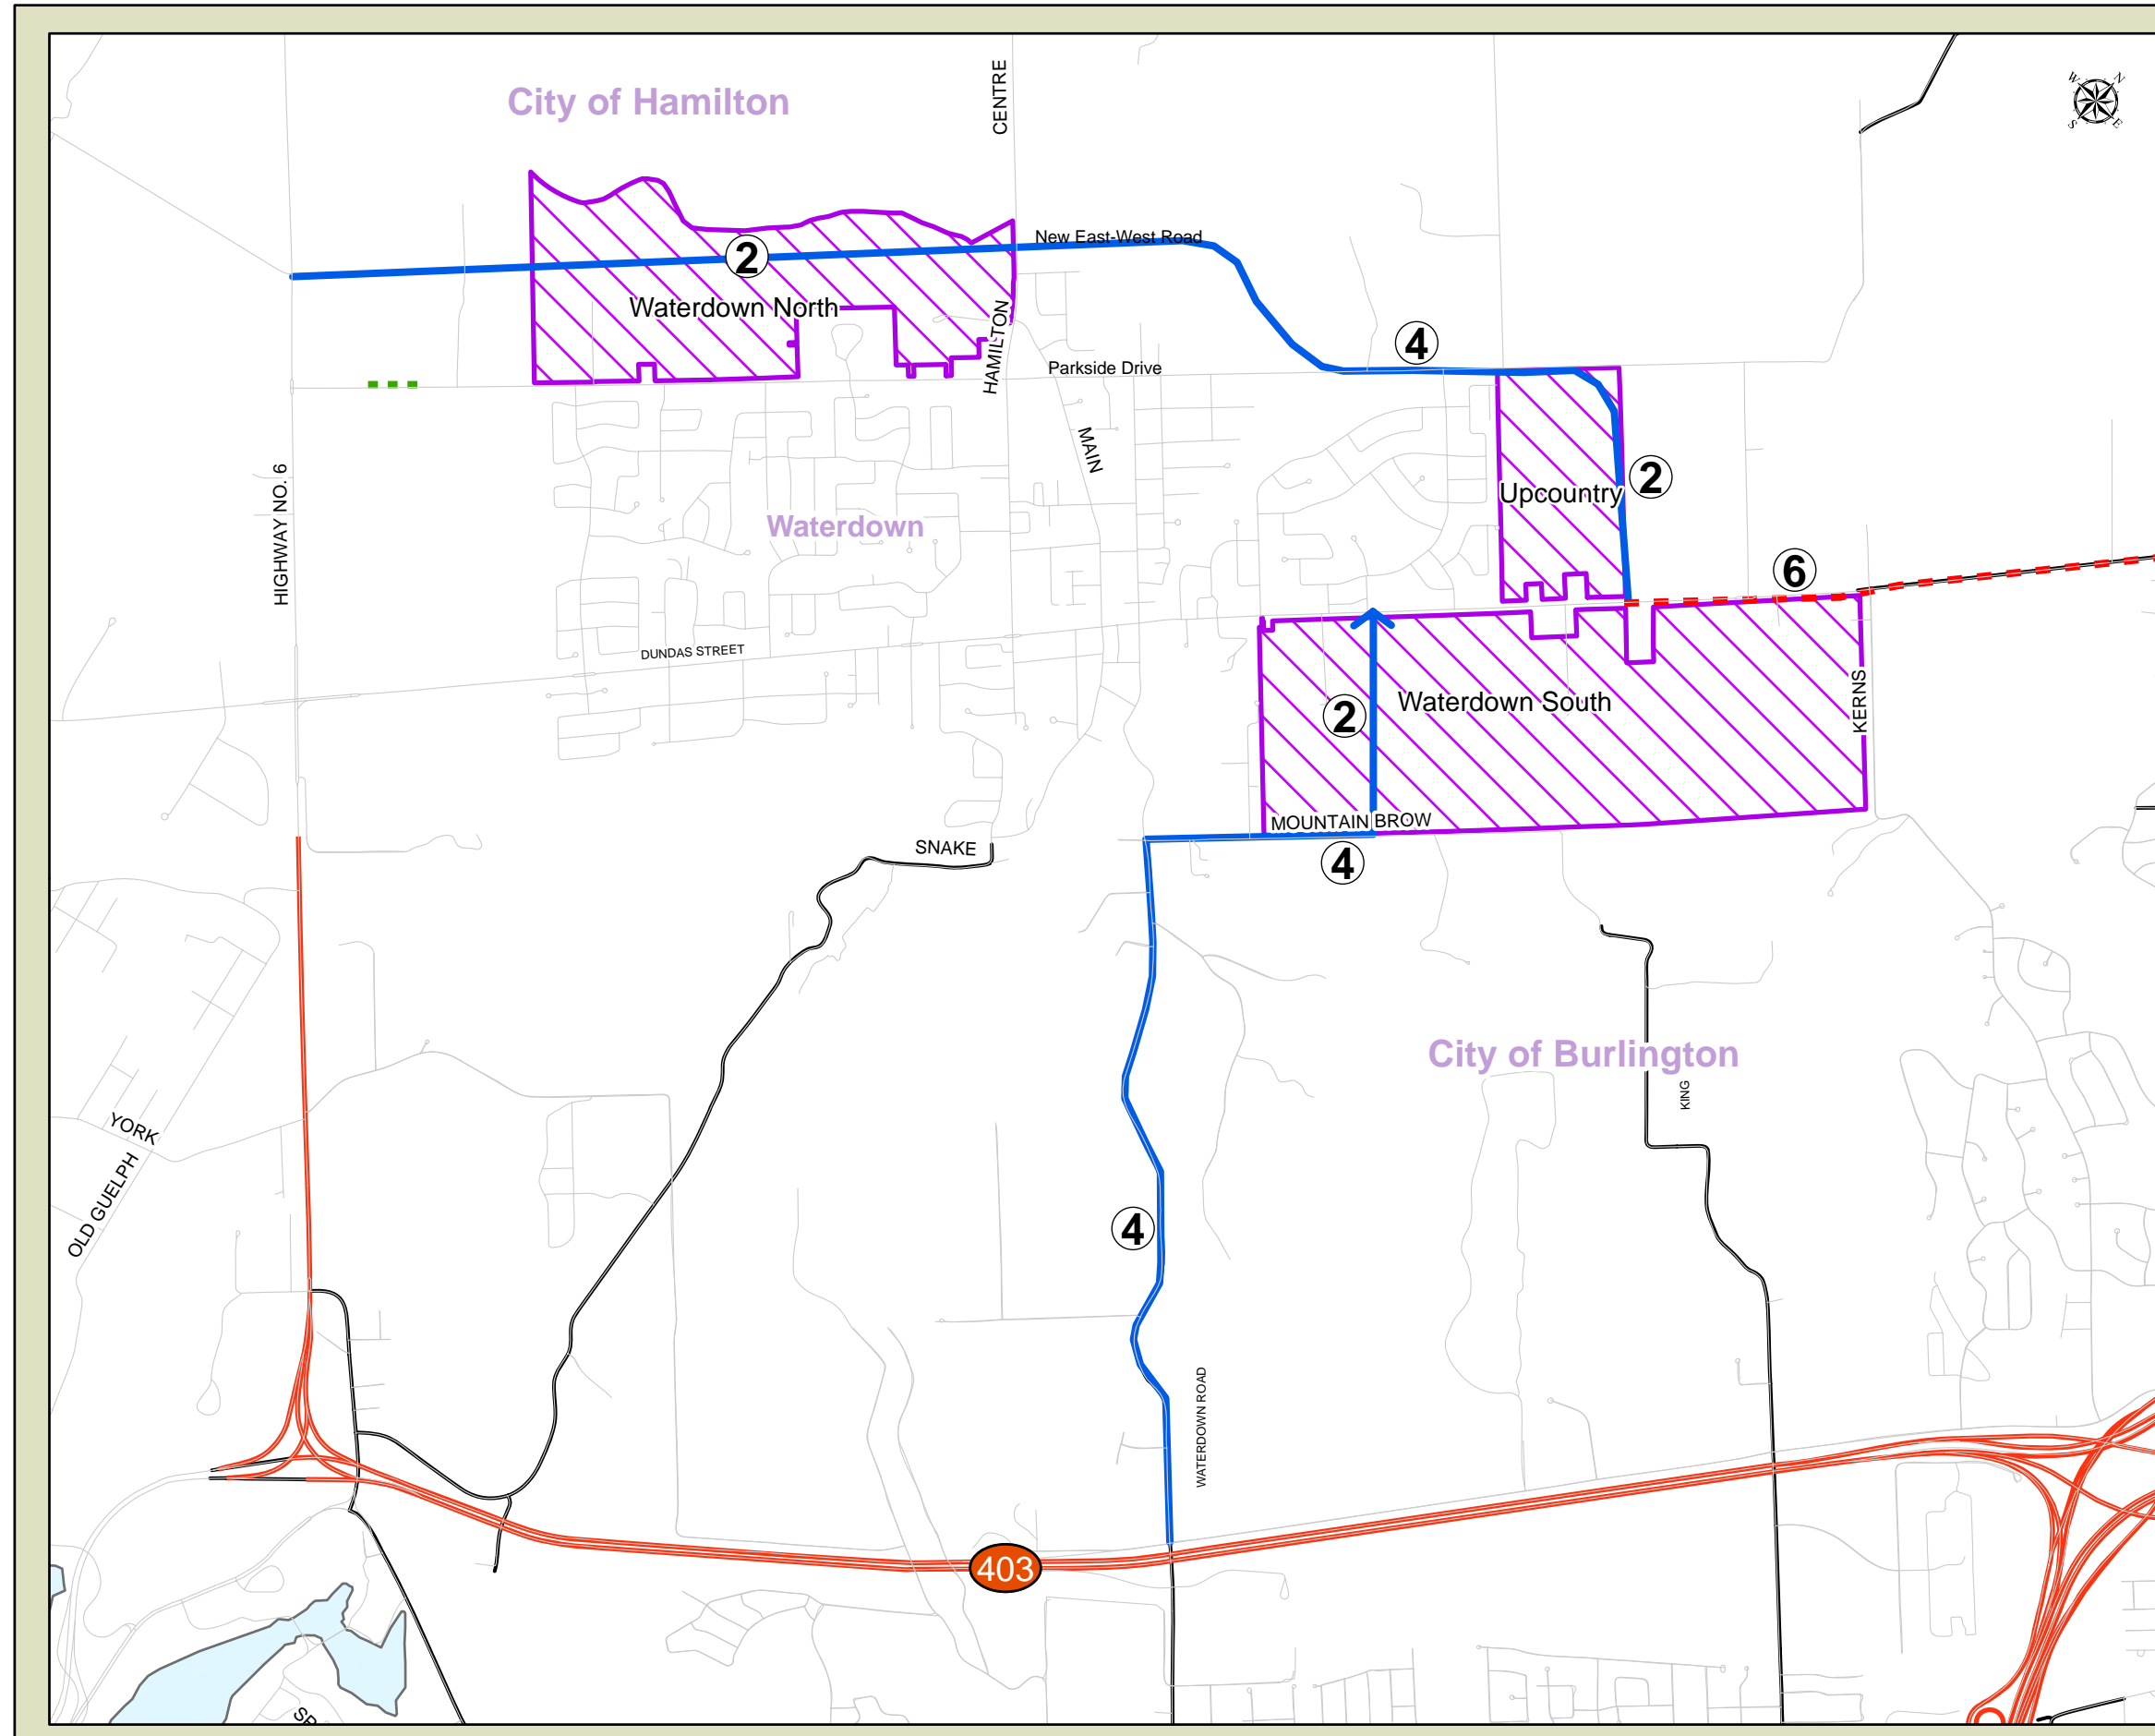 City of Hamilton
CENTRE
W
N
S
E
New East-West Road
2
Waterdown North
HAMILTON
4
Parkside Drive
MAIN
HIGHWAY NO. 6
Upcountry
2
Waterdown
6
DUNDAS STREET
2
Waterdown South
KERNS
MOUNTAIN BROW
SNAKE
4
City of Burlington
KING
YORK
OLD GUELPH
4
WATERDOWN ROAD
403